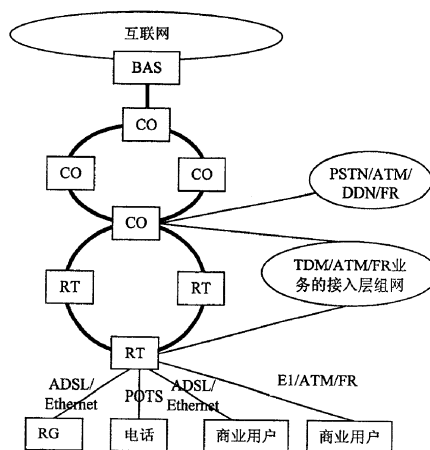 互联网
BAS
CO
CO
CO
CO
PSTN/ATM/
DDN/FR
RT
RT
TDM/ATM/FR业
务的接入层组网
RT
ADSL/
Ethernet
POTS
ADSL/
Ethernet
E1/ATM/FR
RG
电话
商业用户
商业用户